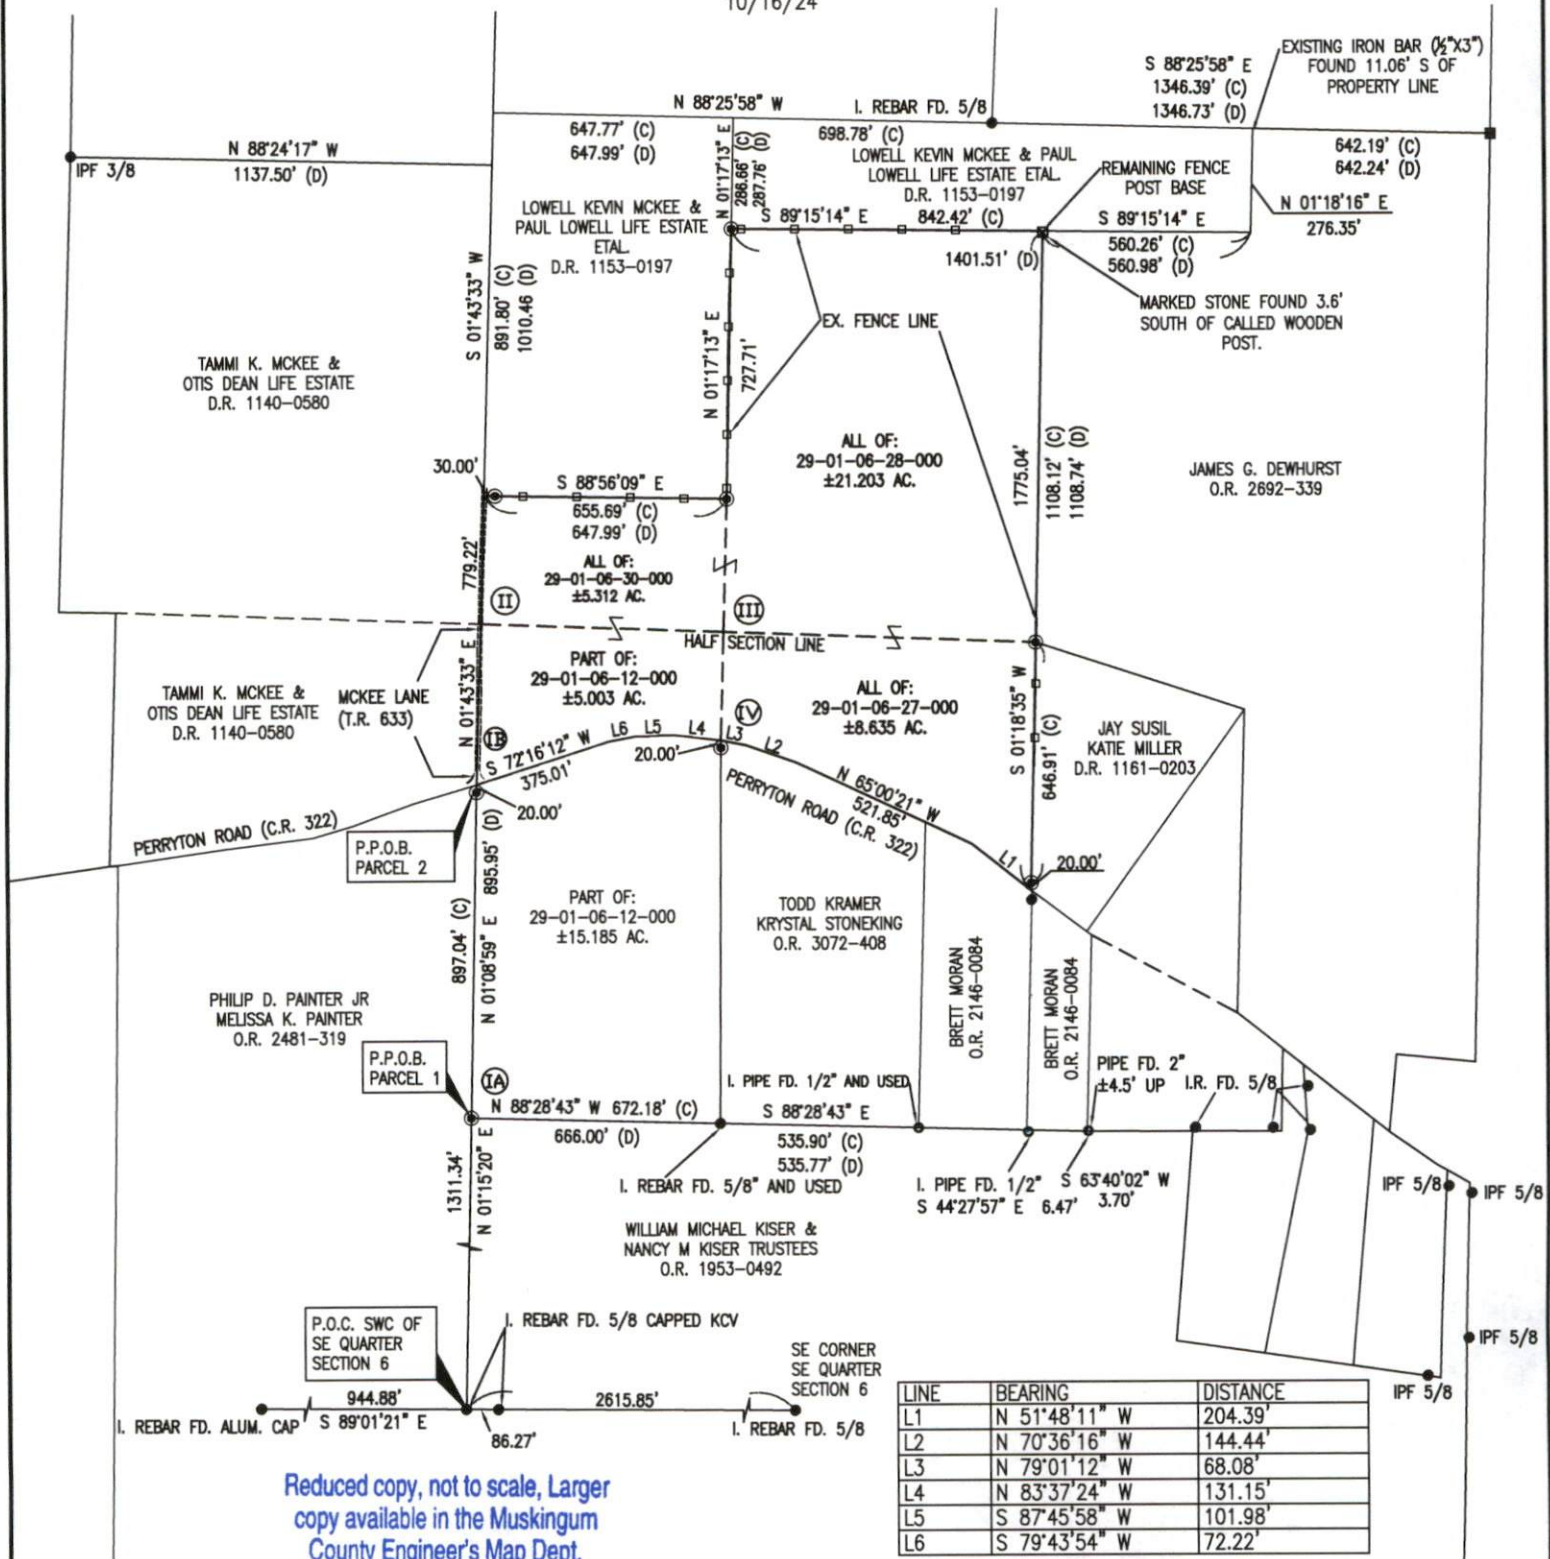 10/16/24
EXISTING IRON BAR (½"X3")
FOUND 11.06' S OF
PROPERTY LINE
S 88°25'58" E
1346.39' (C)
1346.73' (D)
N 88°25'58" W
I. REBAR FD. 5/8
647.77' (C)
647.99' (D)
698.78' (C)
642.19' (C)
642.24' (D)
N 88°24'17" W
1137.50' (D)
IPF 3/8
N 01°17'13" E
286.66' (C)
287.76' (D)
LOWELL KEVIN MCKEE & PAUL
LOWELL LIFE ESTATE ETAL.
D.R. 1153-0197
REMAINING FENCE
POST BASE
N 01°18'16" E
276.35'
LOWELL KEVIN MCKEE &
PAUL LOWELL LIFE ESTATE
ETAL.
D.R. 1153-0197
S 89°15'14" E
842.42' (C)
1401.51' (D)
S 89°15'14" E
560.26' (C)
560.98' (D)
S 01°43'33" W
891.80' (C)
1010.46 (D)
MARKED STONE FOUND 3.6'
SOUTH OF CALLED WOODEN
POST.
EX. FENCE LINE
N 01°17'13" E
727.71'
TAMMI K. MCKEE &
OTIS DEAN LIFE ESTATE
D.R. 1140-0580
ALL OF:
29-01-06-28-000
±21.203 AC.
1775.04'
1108.12' (C)
1108.74' (D)
JAMES G. DEWHURST
O.R. 2692-339
30.00'
S 88°56'09" E
655.69' (C)
647.99' (D)
779.22'
ALL OF:
29-01-06-30-000
±5.312 AC.
II
III
HALF SECTION LINE
N 01°43'33" E
PART OF:
29-01-06-12-000
±5.003 AC.
ALL OF:
29-01-06-27-000
±8.635 AC.
TAMMI K. MCKEE &
OTIS DEAN LIFE ESTATE
D.R. 1140-0580
MCKEE LANE
(T.R. 633)
S 01°18'35" W
646.91' (C)
JAY SUSIL
KATIE MILLER
D.R. 1161-0203
IB
IV
S 72°16'12" W
375.01'
L6
L5
L4
L3
L2
20.00'
N 65°00'21" W
521.85'
PERRYTON ROAD (C.R. 322)
20.00'
PERRYTON ROAD (C.R. 322)
L1
20.00'
P.P.O.B.
PARCEL 2
897.04' (C)
N 01°08'59" E
895.95' (D)
PART OF:
29-01-06-12-000
±15.185 AC.
TODD KRAMER
KRYSTAL STONEKING
O.R. 3072-408
BRETT MORAN
O.R. 2146-0084
BRETT MORAN
O.R. 2146-0084
PHILIP D. PAINTER JR
MELISSA K. PAINTER
O.R. 2481-319
P.P.O.B.
PARCEL 1
IA
I. PIPE FD. 1/2" AND USED
PIPE FD. 2"
±4.5' UP
I.R. FD. 5/8
N 88°28'43" W 672.18' (C)
666.00' (D)
S 88°28'43" E
535.90' (C)
535.77' (D)
1311.34'
N 01°15'20" E
I. REBAR FD. 5/8" AND USED
I. PIPE FD. 1/2"
S 44°27'57" E 6.47'
S 63°40'02" W
3.70'
IPF 5/8
IPF 5/8
WILLIAM MICHAEL KISER &
NANCY M KISER TRUSTEES
O.R. 1953-0492
P.O.C. SWC OF
SE QUARTER
SECTION 6
I. REBAR FD. 5/8 CAPPED KCV
SE CORNER
SE QUARTER
SECTION 6
IPF 5/8
IPF 5/8
944.88'
S 89°01'21" E
I. REBAR FD. ALUM. CAP
86.27'
2615.85'
I. REBAR FD. 5/8
LINE BEARING DISTANCE
L1 N 51°48'11" W 204.39'
L2 N 70°36'16" W 144.44'
L3 N 79°01'12" W 68.08'
L4 N 83°37'24" W 131.15'
L5 S 87°45'58" W 101.98'
L6 S 79°43'54" W 72.22'
Reduced copy, not to scale, Larger
copy available in the Muskingum
County Engineer's Map Dept.